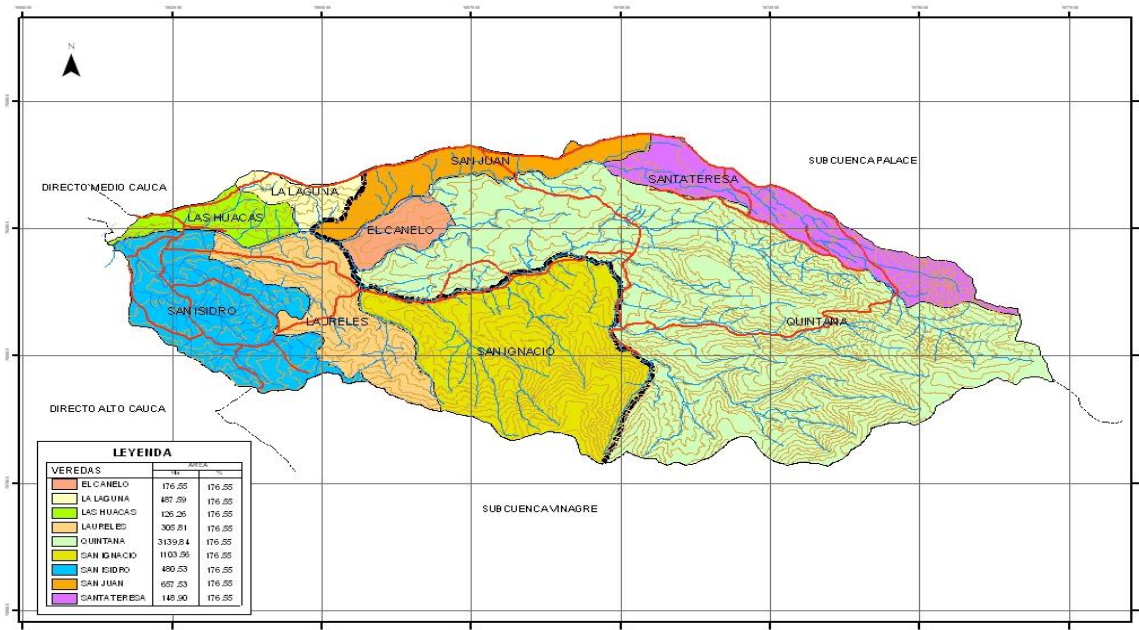 N
SUBCUENCA PALACE
SAN JUAN
SANTA TERESA
DIRECTO MEDIO CAUCA
LA LAGUNA
LAS HUACAS
EL CANELO
SAN ISIDRO
LAURELES
QUINTANA
SAN IGNACIO
DIRECTO ALTO CAUCA
SUBCUENCA VINAGRE
LEYENDA
VEREDAS AREA
Ha %
EL CANELO 176.55 176.55
LA LAGUNA 487.59 176.55
LAS HUACAS 126.26 176.55
LAURELES 305.81 176.55
QUINTANA 3139.84 176.55
SAN IGNACIO 1103.56 176.55
SAN ISIDRO 480.53 176.55
SAN JUAN 657.53 176.55
SANTA TERESA 148.90 176.55